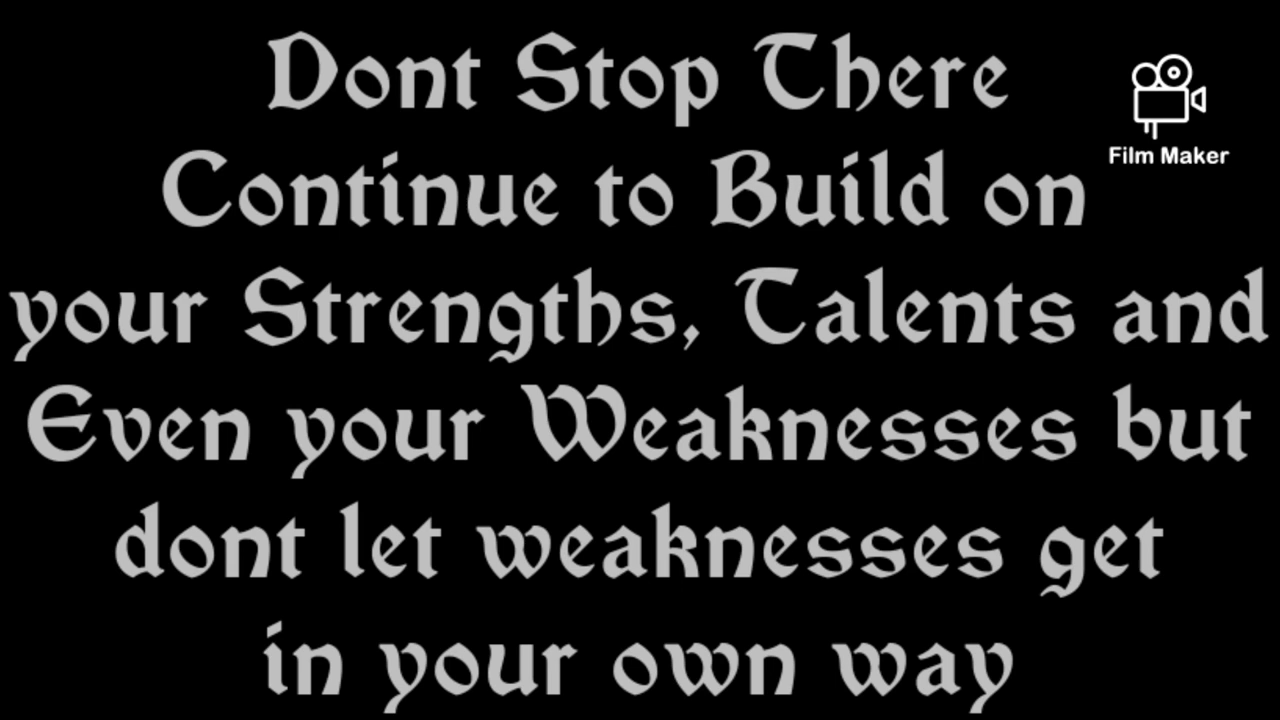 Dont Stop There
Film Maker
Continue to Build on
your Strengths, Talents and
Even your Weaknesses but
dont let weaknesses get
in your own way